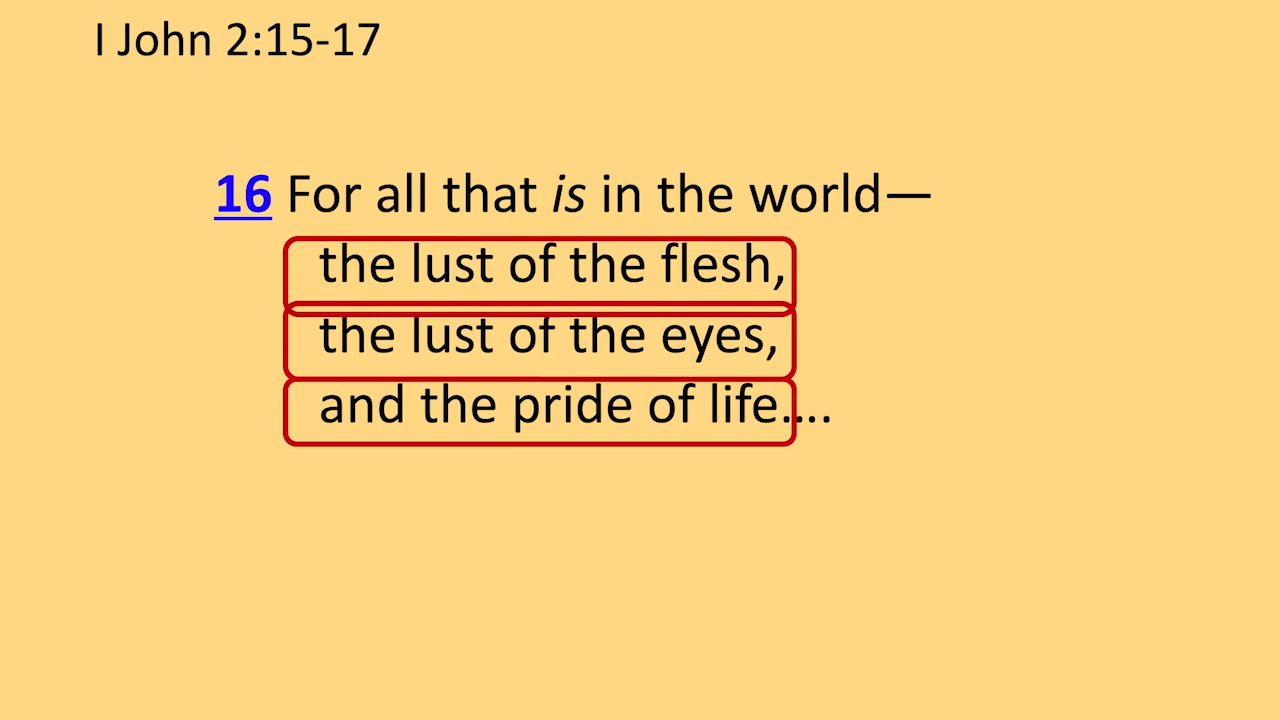 I John 2:15-17
16 For all that is in the world—
the lust of the flesh,
the lust of the eyes,
and the pride of life….